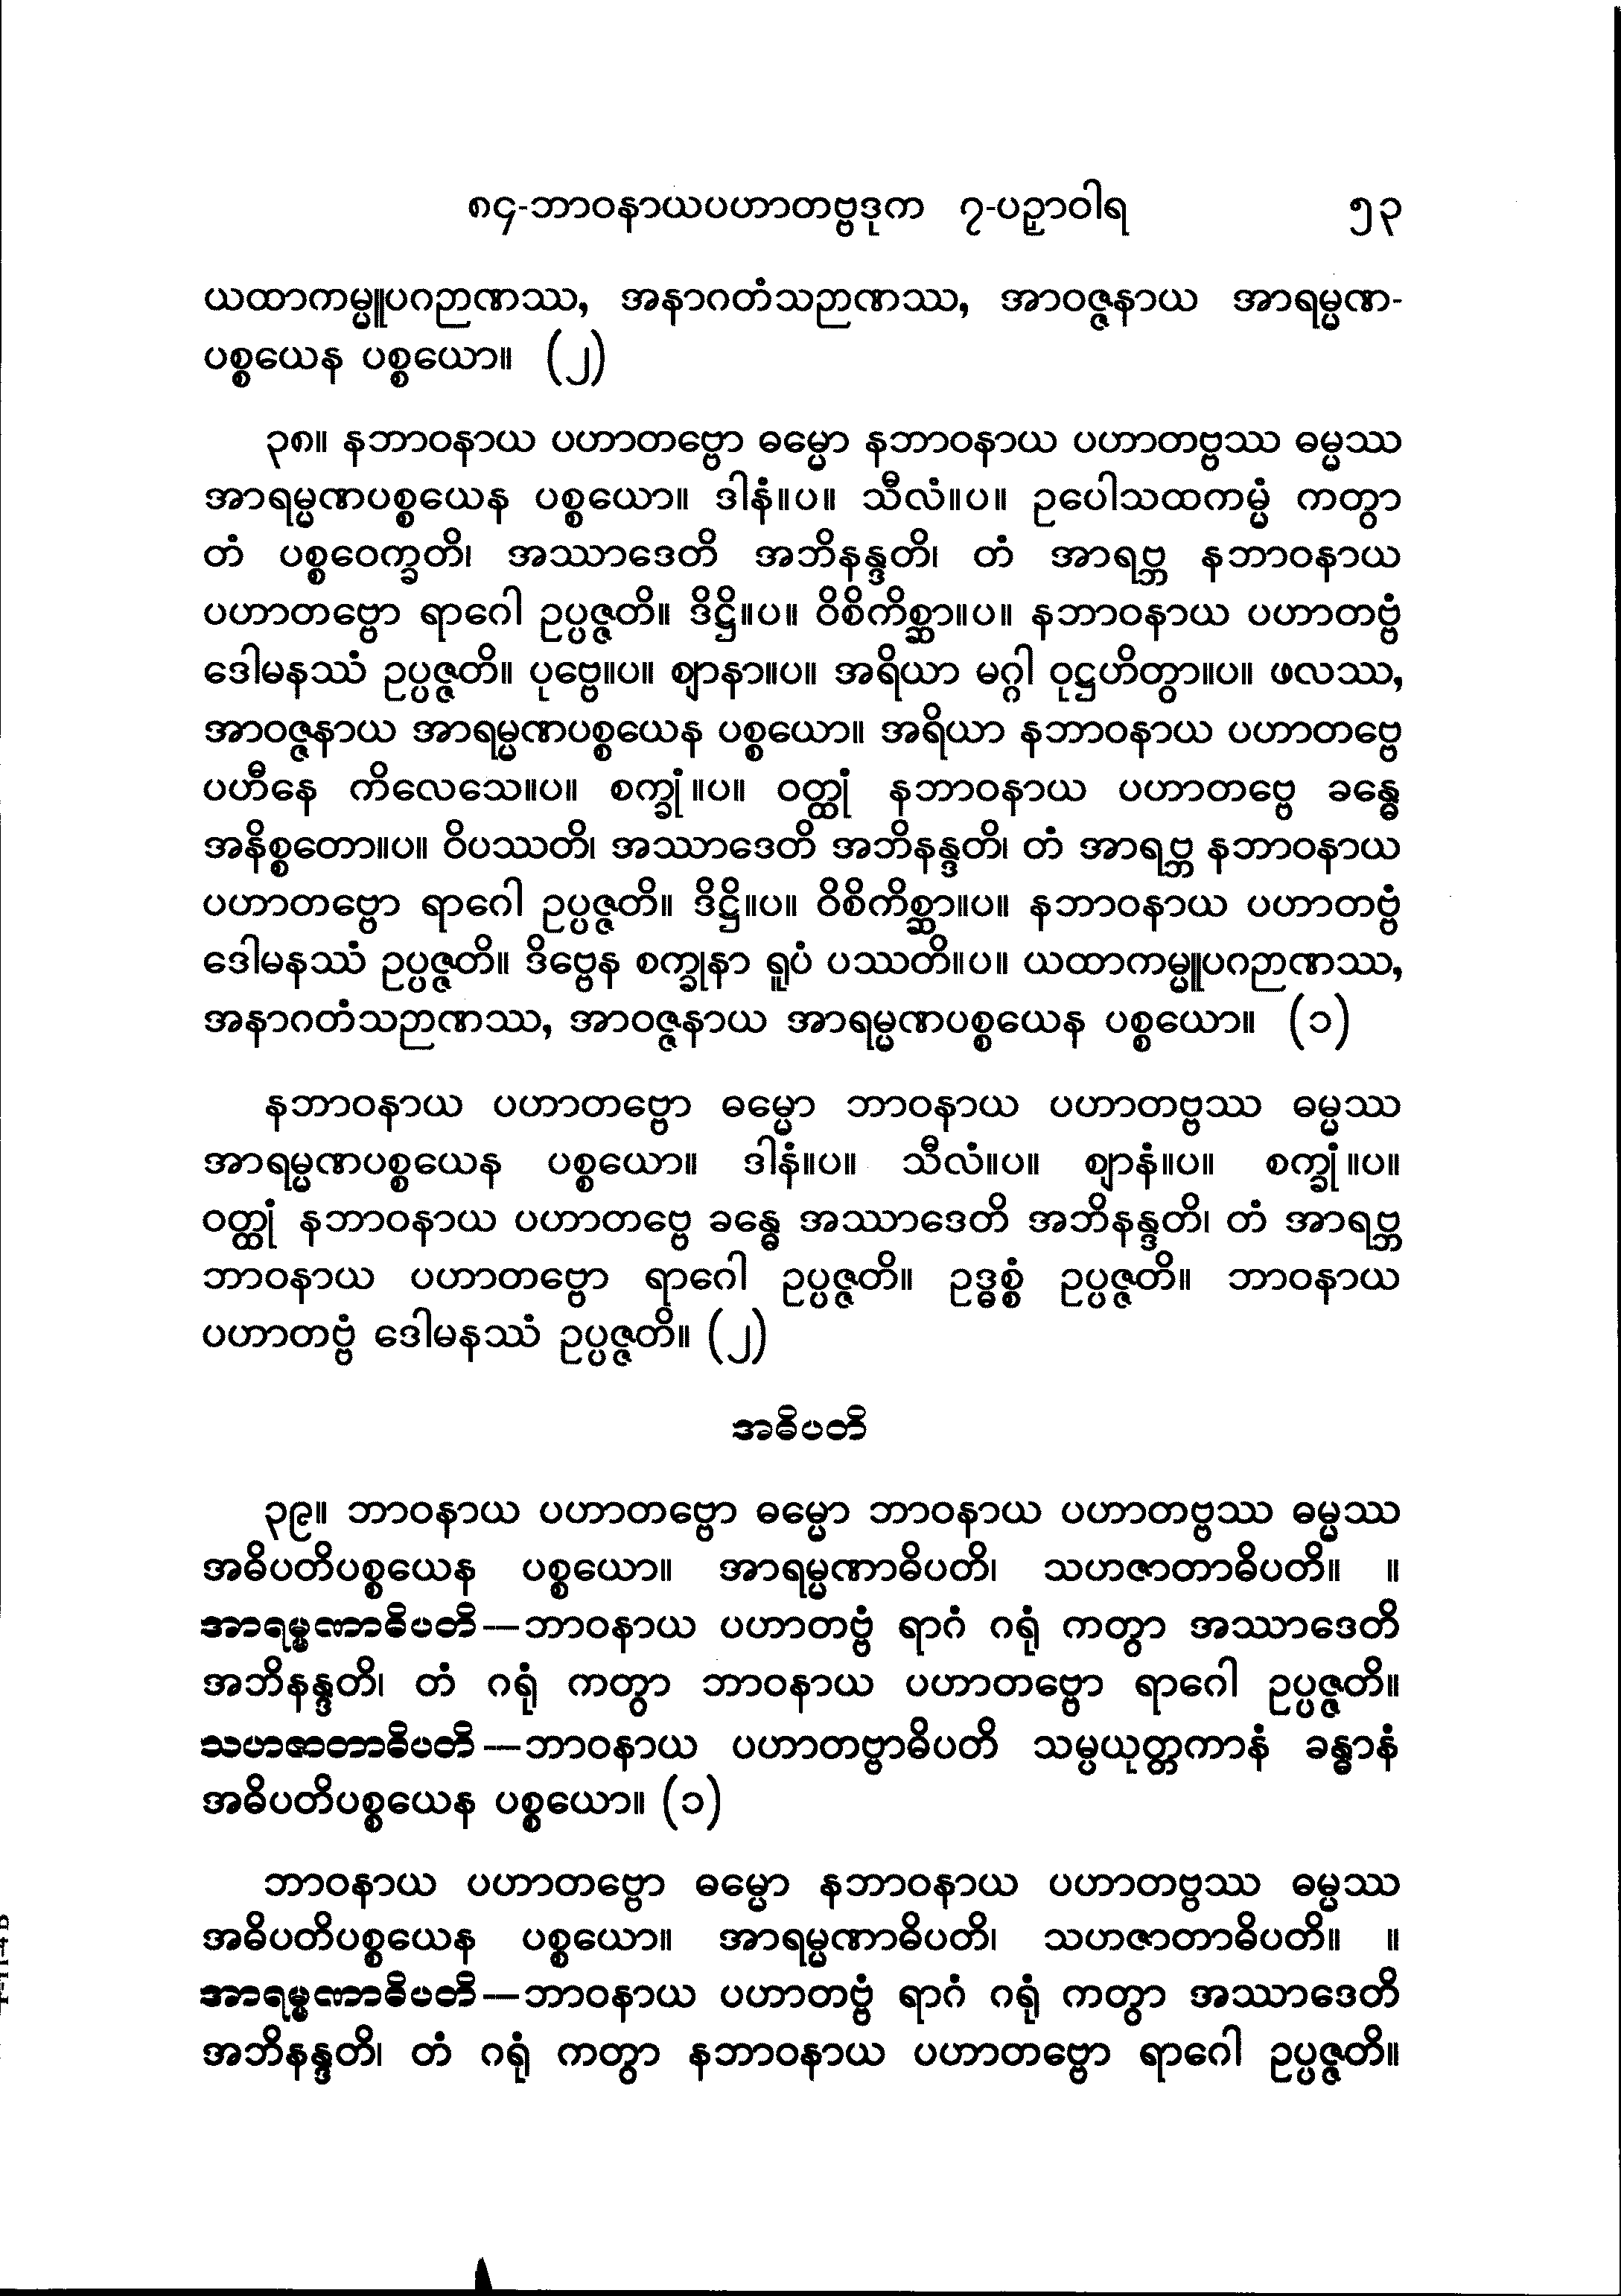 ၈၄-ဘာဝနာယပဟာတဗ္ဗဒုက ၇-ပဉှာဝါရ ၅၃
ယထာကမ္မူပဂဉာဏဿ, အနာဂတံသဉာဏဿ, အာဝဇ္ဇနာယ အာရမ္မဏ-
ပစ္စယေန ပစ္စယော။ (၂)
၃၈။ နဘာဝနာယ ပဟာတဗ္ဗော ဓမ္မော နဘာဝနာယ ပဟာတဗ္ဗဿ ဓမ္မဿ
အာရမ္မဏပစ္စယေန ပစ္စယော။ ဒါနံ။ပ။ သီလံ။ပ။ ဥပေါသထကမ္မံ ကတွာ
တံ ပစ္စဝေက္ခတိ၊ အဿာဒေတိ အဘိနန္ဒတိ၊ တံ အာရဗ္ဘ နဘာဝနာယ
ပဟာတဗ္ဗော ရာဂေါ ဥပ္ပဇ္ဇတိ။ ဒိဋ္ဌိ။ပ။ ဝိစိကိစ္ဆာ။ပ။ နဘာဝနာယ ပဟာတဗ္ဗံ
ဒေါမနဿံ ဥပ္ပဇ္ဇတိ။ ပုဗ္ဗေ။ပ။ ဈာနာ။ပ။ အရိယာ မဂ္ဂါ ဝုဋ္ဌဟိတွာ။ပ။ ဖလဿ,
အာဝဇ္ဇနာယ အာရမ္မဏပစ္စယေန ပစ္စယော။ အရိယာ နဘာဝနာယ ပဟာတဗ္ဗေ
ပဟီနေ ကိလေသေ။ပ။ စက္ခုံ။ပ။ ဝတ္ထုံ နဘာဝနာယ ပဟာတဗ္ဗေ ခန္ဓေ
အနိစ္စတော။ပ။ ဝိပဿတိ၊ အဿာဒေတိ အဘိနန္ဒတိ၊ တံ အာရဗ္ဘ နဘာဝနာယ
ပဟာတဗ္ဗော ရာဂေါ ဥပ္ပဇ္ဇတိ။ ဒိဋ္ဌိ။ပ။ ဝိစိကိစ္ဆာ။ပ။ နဘာဝနာယ ပဟာတဗ္ဗံ
ဒေါမနဿံ ဥပ္ပဇ္ဇတိ။ ဒိဗ္ဗေန စက္ခုနာ ရူပံ ပဿတိ။ပ။ ယထာကမ္မူပဂဉာဏဿ,
အနာဂတံသဉာဏဿ, အာဝဇ္ဇနာယ အာရမ္မဏပစ္စယေန ပစ္စယော။ (၁)
နဘာဝနာယ ပဟာတဗ္ဗော ဓမ္မော ဘာဝနာယ ပဟာတဗ္ဗဿ ဓမ္မဿ
အာရမ္မဏပစ္စယေန ပစ္စယော။ ဒါနံ။ပ။ သီလံ။ပ။ ဈာနံ။ပ။ စက္ခုံ။ပ။
ဝတ္ထုံ နဘာဝနာယ ပဟာတဗ္ဗေ ခန္ဓေ အဿာဒေတိ အဘိနန္ဒတိ၊ တံ အာရဗ္ဘ
ဘာဝနာယ ပဟာတဗ္ဗော ရာဂေါ ဥပ္ပဇ္ဇတိ။ ဥဒ္ဓစ္စံ ဥပ္ပဇ္ဇတိ။ ဘာဝနာယ
ပဟာတဗ္ဗံ ဒေါမနဿံ ဥပ္ပဇ္ဇတိ။ (၂)
အဓိပတိ
၃၉။ ဘာဝနာယ ပဟာတဗ္ဗော ဓမ္မော ဘာဝနာယ ပဟာတဗ္ဗဿ ဓမ္မဿ
အဓိပတိပစ္စယေန ပစ္စယော။ အာရမ္မဏာဓိပတိ၊ သဟဇာတာဓိပတိ။ ။
အာရမ္မဏာဓိပတိ—ဘာဝနာယ ပဟာတဗ္ဗံ ရာဂံ ဂရုံ ကတွာ အဿာဒေတိ
အဘိနန္ဒတိ၊ တံ ဂရုံ ကတွာ ဘာဝနာယ ပဟာတဗ္ဗော ရာဂေါ ဥပ္ပဇ္ဇတိ။
သဟဇာတာဓိပတိ—ဘာဝနာယ ပဟာတဗ္ဗာဓိပတိ သမ္ပယုတ္တကာနံ ခန္ဓာနံ
အဓိပတိပစ္စယေန ပစ္စယော။ (၁)
ဘာဝနာယ ပဟာတဗ္ဗော ဓမ္မော နဘာဝနာယ ပဟာတဗ္ဗဿ ဓမ္မဿ
အဓိပတိပစ္စယေန ပစ္စယော။ အာရမ္မဏာဓိပတိ၊ သဟဇာတာဓိပတိ။ ။
အာရမ္မဏာဓိပတိ—ဘာဝနာယ ပဟာတဗ္ဗံ ရာဂံ ဂရုံ ကတွာ အဿာဒေတိ
အဘိနန္ဒတိ၊ တံ ဂရုံ ကတွာ နဘာဝနာယ ပဟာတဗ္ဗော ရာဂေါ ဥပ္ပဇ္ဇတိ။